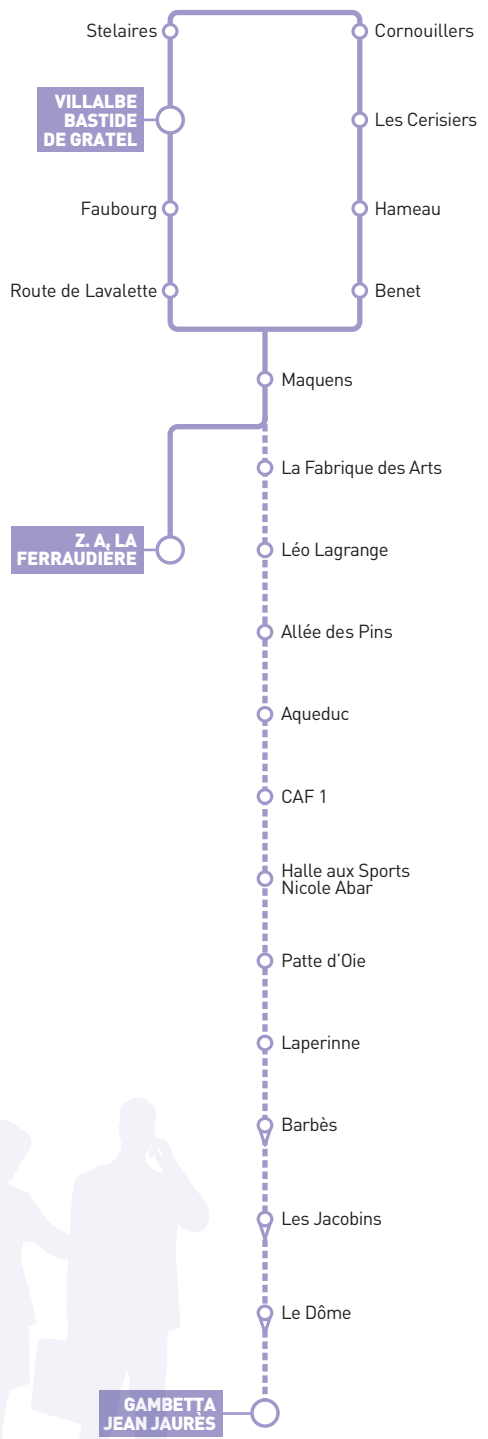 Stelaires
Cornouillers
VILLALBE
BASTIDE
DE GRATEL
Les Cerisiers
Faubourg
Hameau
Route de Lavalette
Benet
Maquens
La Fabrique des Arts
Z. A. LA
FERRAUDIÈRE
Léo Lagrange
Allée des Pins
Aqueduc
CAF 1
Halle aux Sports
Nicole Abar
Patte d’Oie
Laperinne
Barbès
Les Jacobins
Le Dôme
GAMBETTA
JEAN JAURÈS